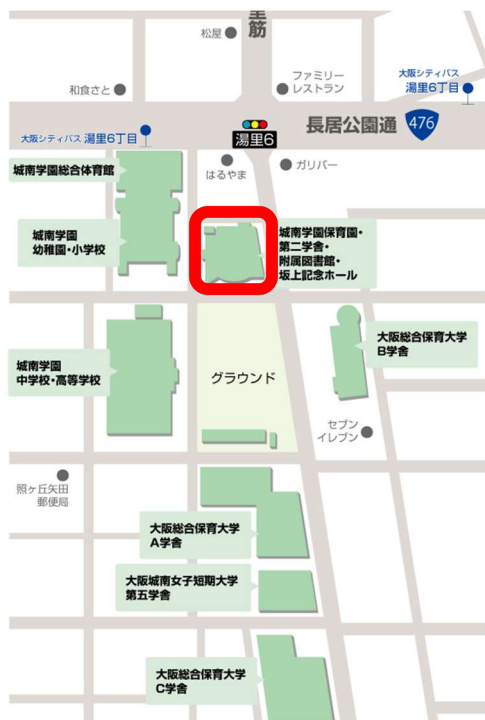 松屋
筋
ファミリー
レストラン
大阪シティバス
湯里6丁目
和食さと
長居公園通 476
大阪シティバス 湯里6丁目
湯里6
はるやま
ガリバー
城南学園総合体育館
城南学園
幼稚園・小学校
城南学園保育園・
第二学舎・
附属図書館・
坂上記念ホール
大阪総合保育大学
B学舎
城南学園
中学校・高等学校
グラウンド
セブン
イレブン
照ヶ丘矢田
郵便局
大阪総合保育大学
A学舎
大阪城南女子短期大学
第五学舎
大阪総合保育大学
C学舎